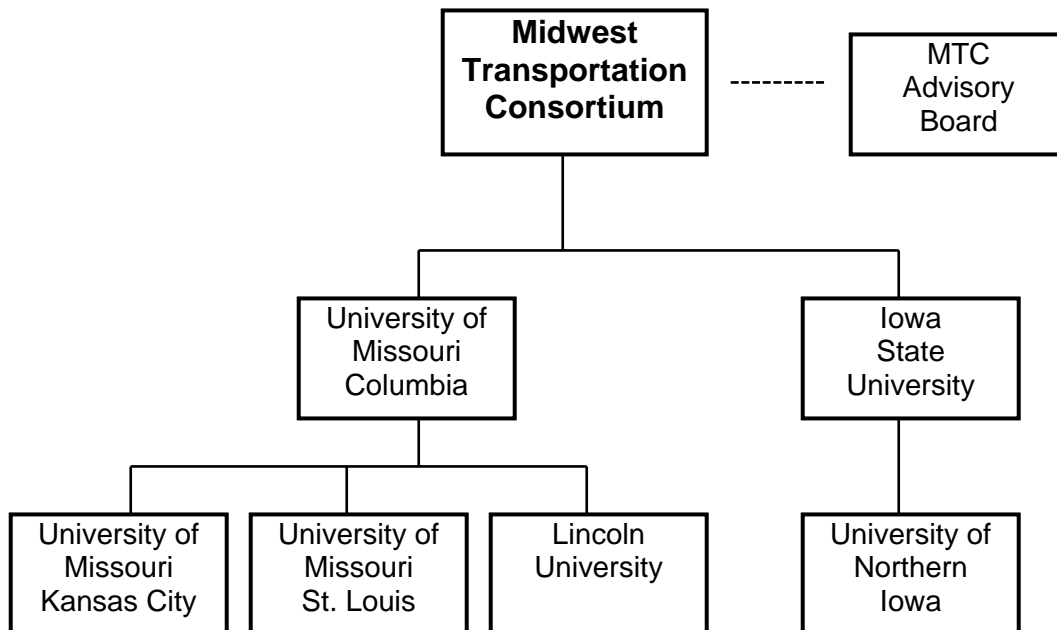 Midwest
Transportation
Consortium
MTC
Advisory
Board
University of
Missouri
Columbia
Iowa
State
University
University of
Missouri
Kansas City
University of
Missouri
St. Louis
Lincoln
University
University of
Northern
Iowa